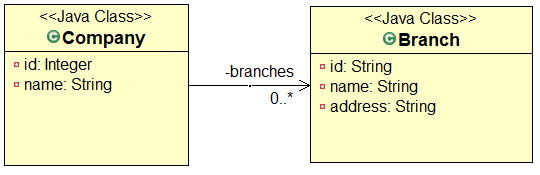 <<Java Class>>
Company
id: Integer
name: String
-branches
0..*
<<Java Class>>
Branch
id: String
name: String
address: String